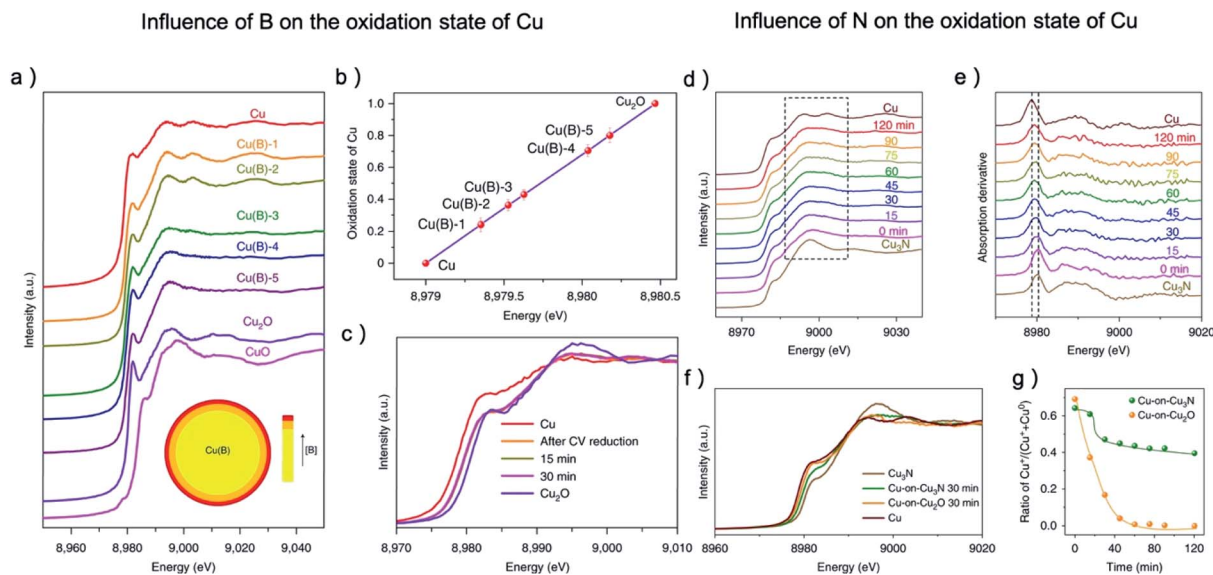 Influence of B on the oxidation state of Cu
Influence of N on the oxidation state of Cu
a )
Cu
Cu(B)-1
Cu(B)-2
Cu(B)-3
Cu(B)-4
Cu(B)-5
Cu₂O
CuO
Cu(B)
[B]
Intensity (a.u.)
8,960 8,980 9,000 9,020 9,040
Energy (eV)
b )
Oxidation state of Cu
1.0
0.8
0.6
0.4
0.2
0
Cu₂O
Cu(B)-5
Cu(B)-4
Cu(B)-3
Cu(B)-2
Cu(B)-1
Cu
8,979 8,979.5 8,980 8,980.5
Energy (eV)
c )
Intensity (a.u.)
Cu
After CV reduction
15 min
30 min
Cu₂O
8,970 8,980 8,990 9,000 9,010
Energy (eV)
d )
Intensity (a.u.)
Cu
120 min
90
75
60
45
30
15
0 min
Cu₃N
8970 9000 9030
Energy (eV)
e )
Absorption derivative
Cu
120 min
90
75
60
45
30
15
0 min
Cu₃N
8980 9000 9020
Energy (eV)
f )
Intensity (a.u.)
Cu₃N
Cu-on-Cu₃N 30 min
Cu-on-Cu₂O 30 min
Cu
8960 8980 9000 9020
Energy (eV)
g )
Ratio of Cu⁺/(Cu⁺+Cu⁰)
0.6
0.4
0.2
0.0
Cu-on-Cu₃N
Cu-on-Cu₂O
0 40 80 120
Time (min)